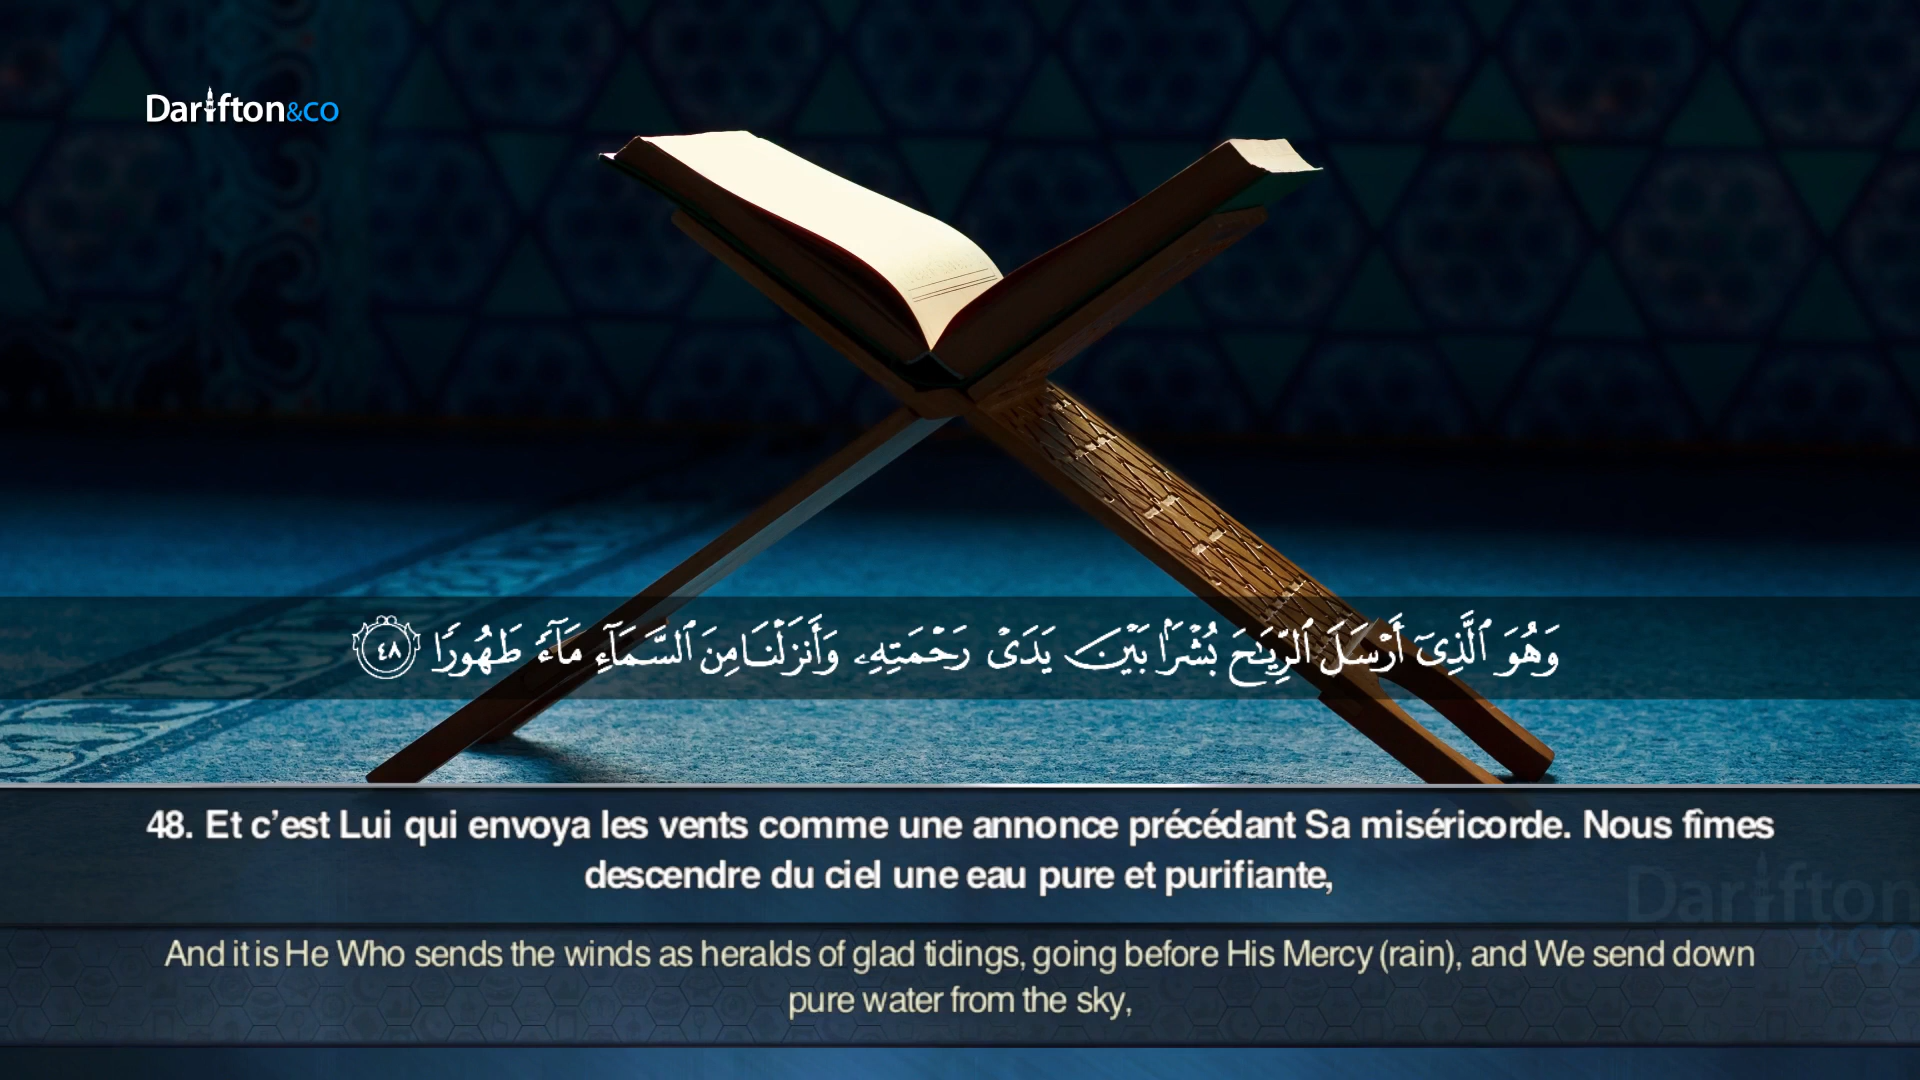 Darifton&CO
وَهُوَ ٱلَّذِىٓ أَرْسَلَ ٱلرِّيَـٰحَ بُشْرًۢا بَيْنَ يَدَىْ رَحْمَتِهِۦ وَأَنزَلْنَا مِنَ ٱلسَّمَآءِ مَآءً طَهُورًا ٤٨
48. Et c’est Lui qui envoya les vents comme une annonce précédant Sa miséricorde. Nous fîmes
descendre du ciel une eau pure et purifiante,
Darifton
&CO
And it is He Who sends the winds as heralds of glad tidings, going before His Mercy (rain), and We send down
pure water from the sky,